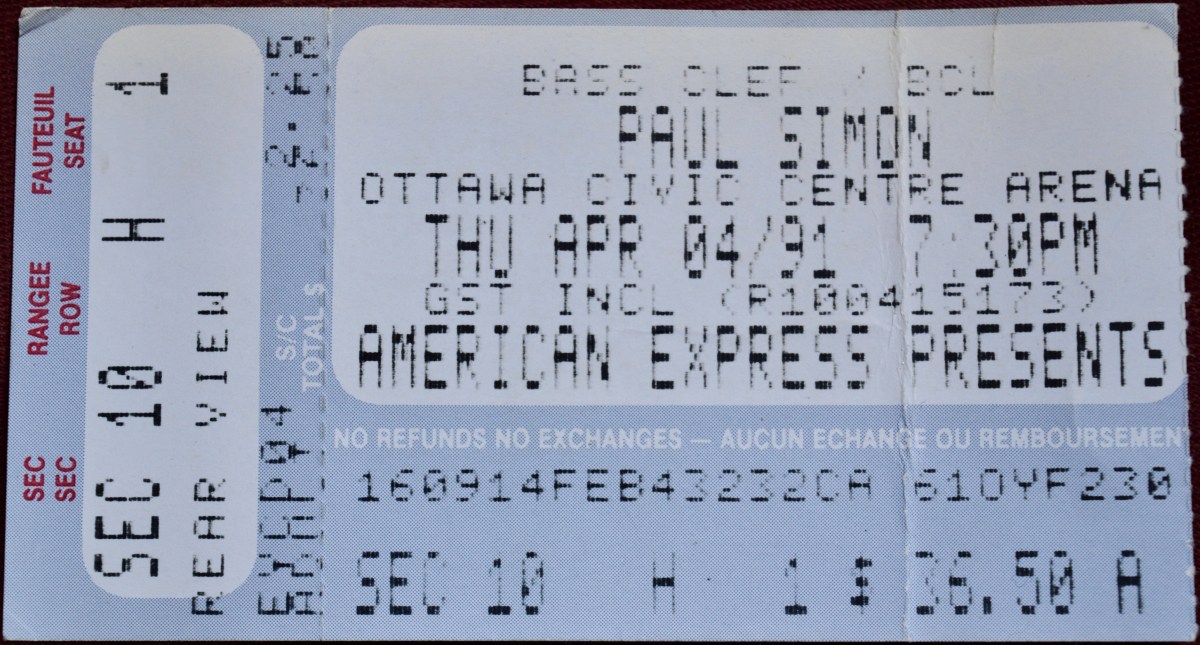 BASS CLEF / BCL
PAUL SIMON
OTTAWA CIVIC CENTRE ARENA
THU APR 04/91 7:30PM
GST INCL (R100415173)
AMERICAN EXPRESS PRESENTS
NO REFUNDS NO EXCHANGES — AUCUN ECHANGE OU REMBOURSEMEN
160914FEB43232CA 610YF230
SEC 10 H 1 $ 36.50 A
SEC RANGEE FAUTEUIL
SEC ROW SEAT
SEC 10 H 1
REAR VIEW
S/C
TOTAL $